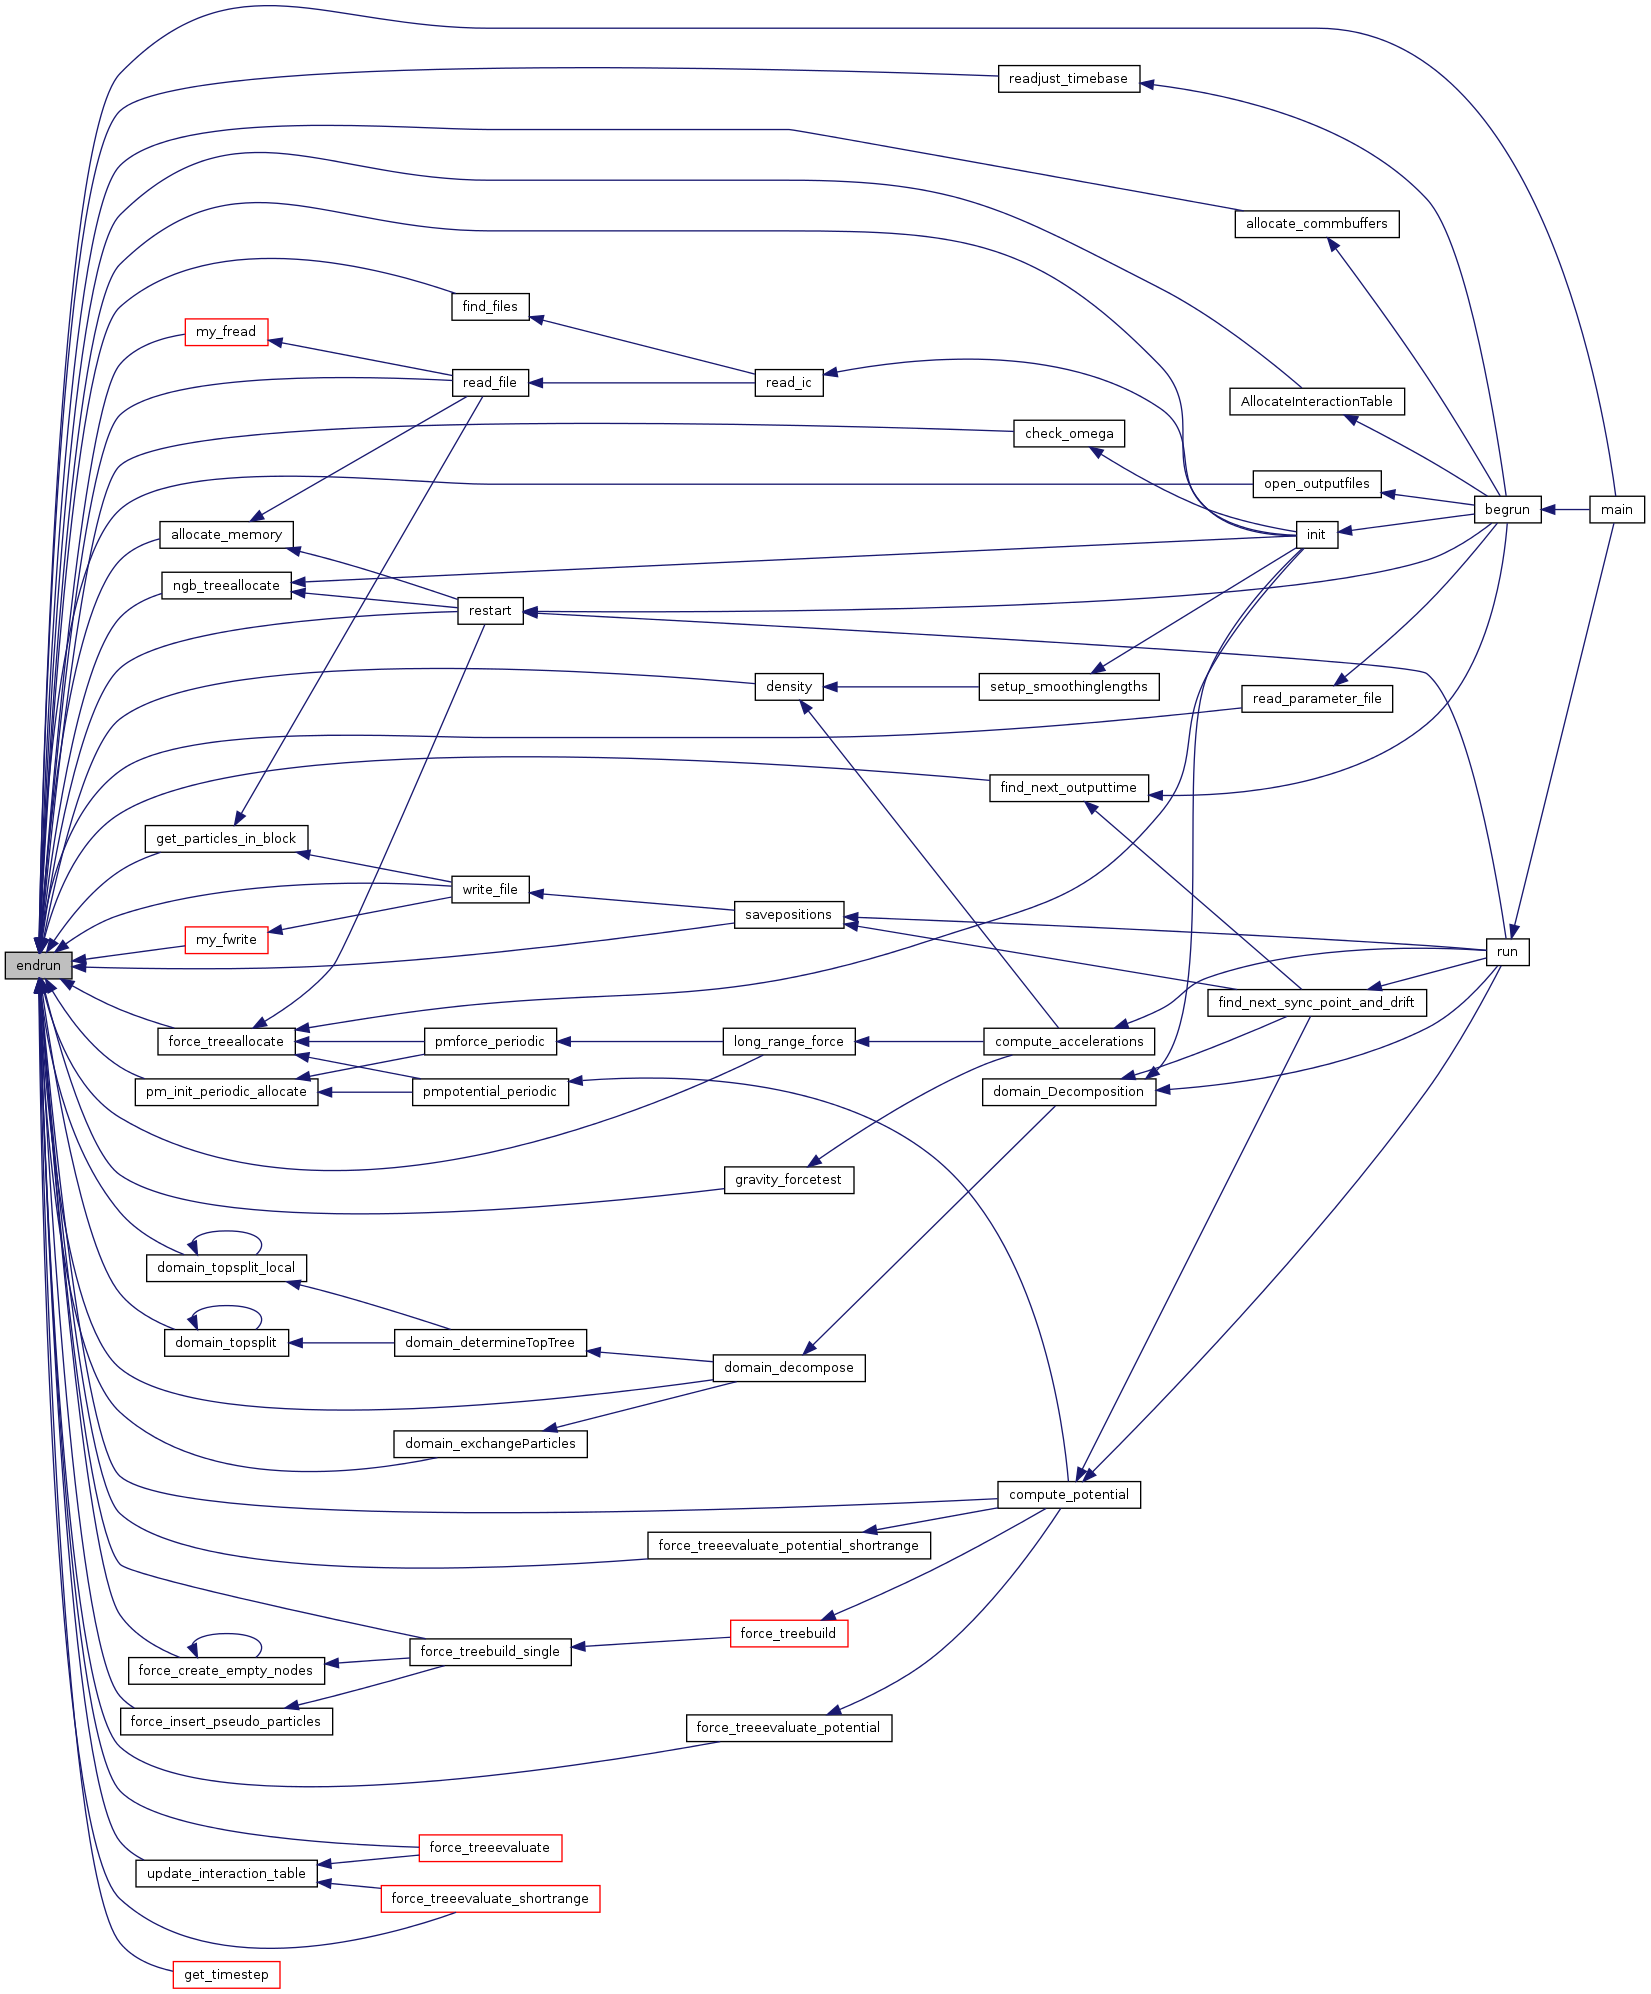 readjust_timebase
allocate_commbuffers
find_files
my_fread
read_file
read_ic
AllocateInteractionTable
check_omega
open_outputfiles
begrun
main
allocate_memory
init
ngb_treeallocate
restart
density
setup_smoothinglengths
read_parameter_file
find_next_outputtime
get_particles_in_block
write_file
savepositions
my_fwrite
run
endrun
find_next_sync_point_and_drift
force_treeallocate
pmforce_periodic
long_range_force
compute_accelerations
pm_init_periodic_allocate
pmpotential_periodic
domain_Decomposition
gravity_forcetest
domain_topsplit_local
domain_topsplit
domain_determineTopTree
domain_decompose
domain_exchangeParticles
compute_potential
force_treeevaluate_potential_shortrange
force_treebuild
force_treebuild_single
force_create_empty_nodes
force_insert_pseudo_particles
force_treeevaluate_potential
force_treeevaluate
update_interaction_table
force_treeevaluate_shortrange
get_timestep